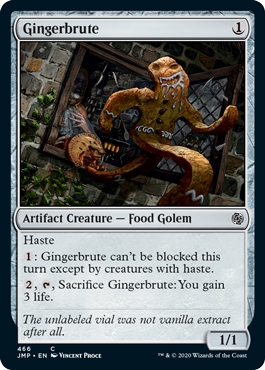 Gingerbrute 1
Artifact Creature — Food Golem
Haste
1: Gingerbrute can't be blocked
this turn except by creatures with haste.
2, T, Sacrifice Gingerbrute: You gain
3 life.
The unlabeled vial was not vanilla extract
after all.
1/1
466 C
JMP • EN VINCENT PROCE
™ & © 2020 Wizards of the Coast